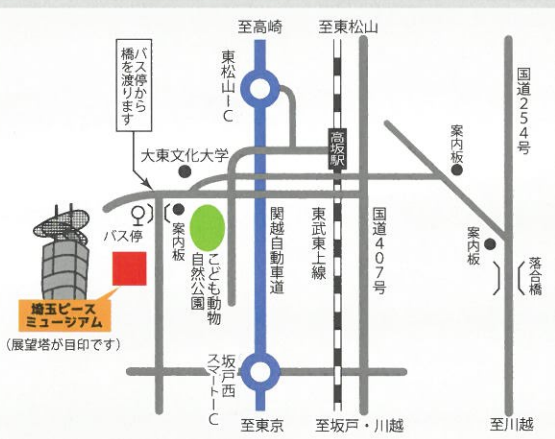 至高崎
至東松山
バス停から
橋を渡ります
東松山IC
国道254号
高坂駅
案内板
大東文化大学
バス停
案内板
こども動物
自然公園
関越自動車道
東武東上線
国道407号
案内板
落合橋
埼玉ピース
ミュージアム
(展望塔が目印です)
坂戸西
スマートIC
至東京
至坂戸・川越
至川越